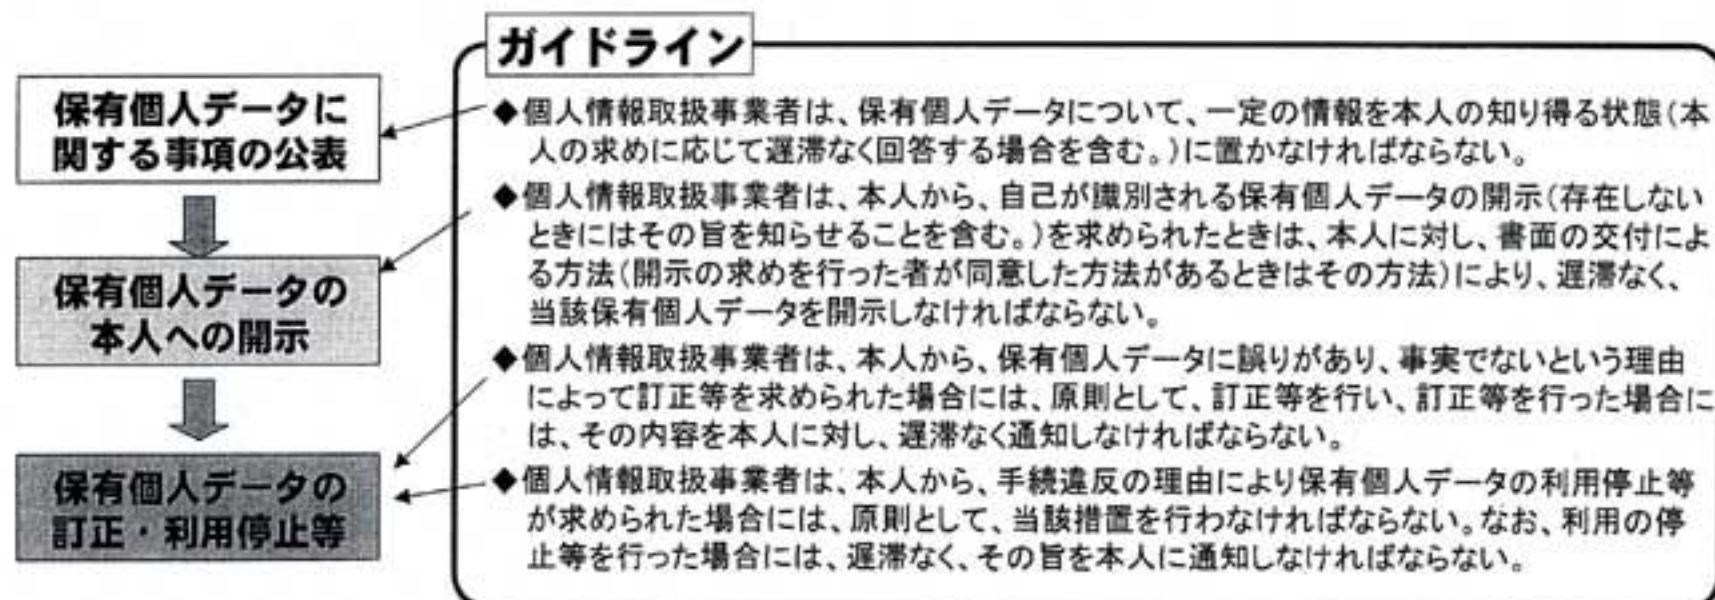 ガイドライン
保有個人データに
関する事項の公表
保有個人データの
本人への開示
保有個人データの
訂正・利用停止等
◆個人情報取扱事業者は、保有個人データについて、一定の情報を本人の知り得る状態(本
人の求めに応じて遅滞なく回答する場合を含む。)に置かなければならない。
◆個人情報取扱事業者は、本人から、自己が識別される保有個人データの開示(存在しない
ときにはその旨を知らせることを含む。)を求められたときは、本人に対し、書面の交付によ
る方法(開示の求めを行った者が同意した方法があるときはその方法)により、遅滞なく、
当該保有個人データを開示しなければならない。
◆個人情報取扱事業者は、本人から、保有個人データに誤りがあり、事実でないという理由
によって訂正等を求められた場合には、原則として、訂正等を行い、訂正等を行った場合に
は、その内容を本人に対し、遅滞なく通知しなければならない。
◆個人情報取扱事業者は、本人から、手続違反の理由により保有個人データの利用停止等
が求められた場合には、原則として、当該措置を行わなければならない。なお、利用の停
止等を行った場合には、遅滞なく、その旨を本人に通知しなければならない。